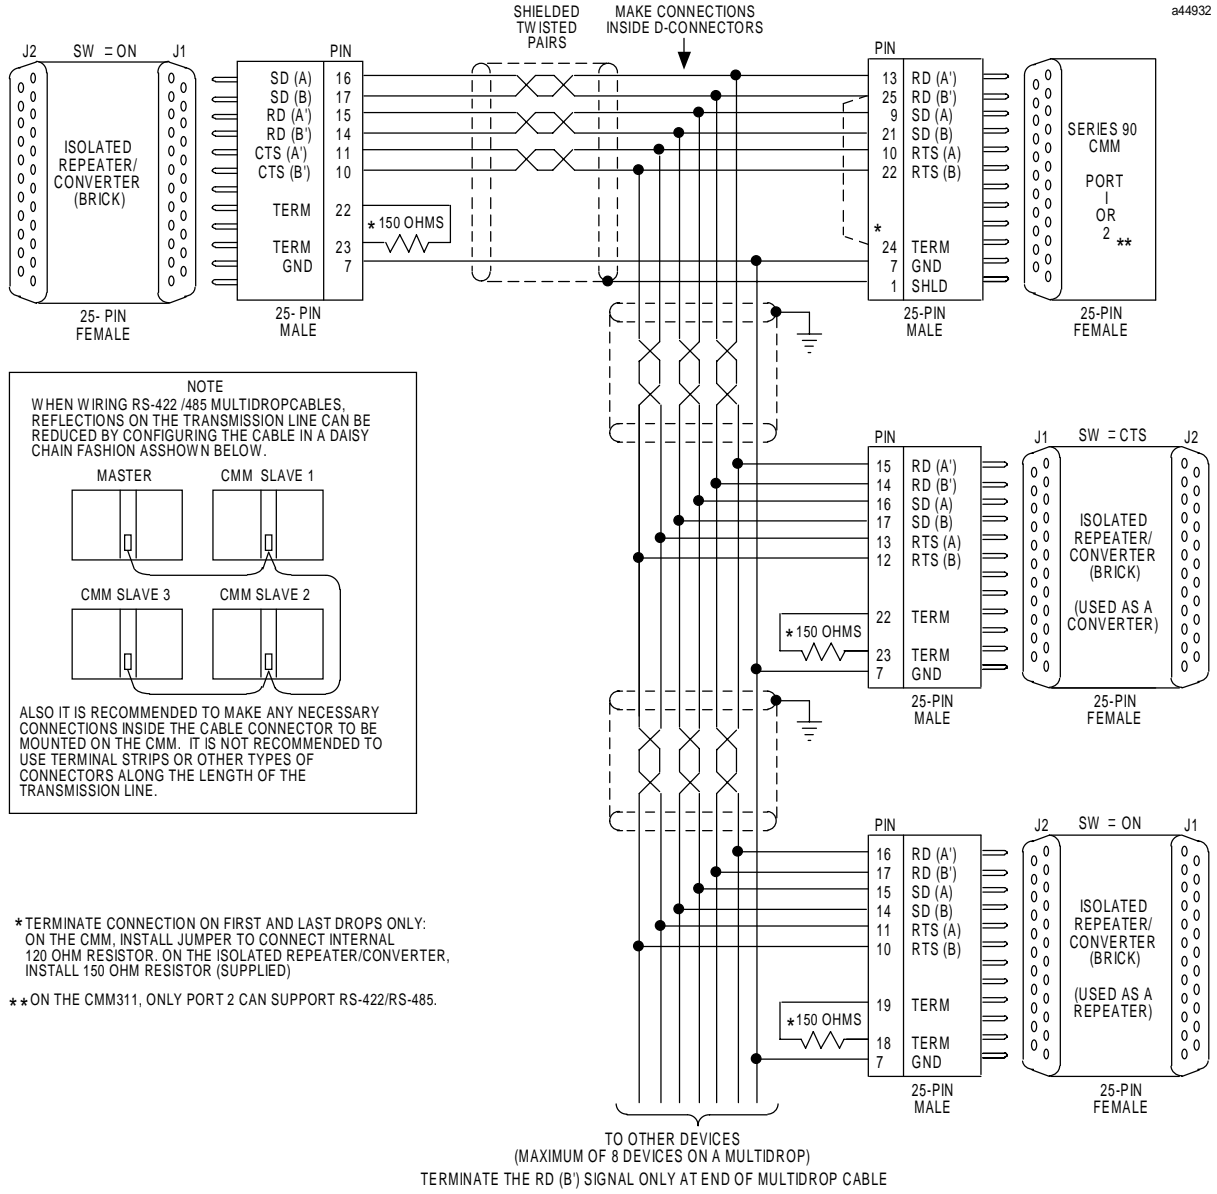 a44932
SHIELDED
TWISTED
PAIRS
MAKE CONNECTIONS
INSIDE D-CONNECTORS
J2 SW = ON J1
ISOLATED
REPEATER/
CONVERTER
(BRICK)
25- PIN
FEMALE
PIN
SD (A) 16
SD (B) 17
RD (A') 15
RD (B') 14
CTS (A') 11
CTS (B') 10
TERM 22
TERM 23
GND 7
* 150 OHMS
25- PIN
MALE
PIN
13 RD (A')
25 RD (B')
9 SD (A)
21 SD (B)
10 RTS (A)
22 RTS (B)
*
24 TERM
7 GND
1 SHLD
25-PIN
MALE
SERIES 90
CMM
PORT
I
OR
2 **
25-PIN
FEMALE
NOTE
WHEN WIRING RS-422 /485 MULTIDROPCABLES,
REFLECTIONS ON THE TRANSMISSION LINE CAN BE
REDUCED BY CONFIGURING THE CABLE IN A DAISY
CHAIN FASHION ASSHOWN BELOW.
MASTER CMM SLAVE 1
CMM SLAVE 3 CMM SLAVE 2
ALSO IT IS RECOMMENDED TO MAKE ANY NECESSARY
CONNECTIONS INSIDE THE CABLE CONNECTOR TO BE
MOUNTED ON THE CMM. IT IS NOT RECOMMENDED TO
USE TERMINAL STRIPS OR OTHER TYPES OF
CONNECTORS ALONG THE LENGTH OF THE
TRANSMISSION LINE.
PIN
15 RD (A')
14 RD (B')
16 SD (A)
17 SD (B)
13 RTS (A)
12 RTS (B)
22 TERM
23 TERM
7 GND
* 150 OHMS
25-PIN
MALE
J1 SW = CTS J2
ISOLATED
REPEATER/
CONVERTER
(BRICK)
(USED AS A
CONVERTER)
25-PIN
FEMALE
PIN
16 RD (A')
17 RD (B')
15 SD (A)
14 SD (B)
11 RTS (A)
10 RTS (B)
19 TERM
18 TERM
7 GND
*150 OHMS
25-PIN
MALE
J2 SW = ON J1
ISOLATED
REPEATER/
CONVERTER
(BRICK)
(USED AS A
REPEATER)
25-PIN
FEMALE
* TERMINATE CONNECTION ON FIRST AND LAST DROPS ONLY:
ON THE CMM, INSTALL JUMPER TO CONNECT INTERNAL
120 OHM RESISTOR. ON THE ISOLATED REPEATER/CONVERTER,
INSTALL 150 OHM RESISTOR (SUPPLIED)
** ON THE CMM311, ONLY PORT 2 CAN SUPPORT RS-422/RS-485.
TO OTHER DEVICES
(MAXIMUM OF 8 DEVICES ON A MULTIDROP)
TERMINATE THE RD (B') SIGNAL ONLY AT END OF MULTIDROP CABLE